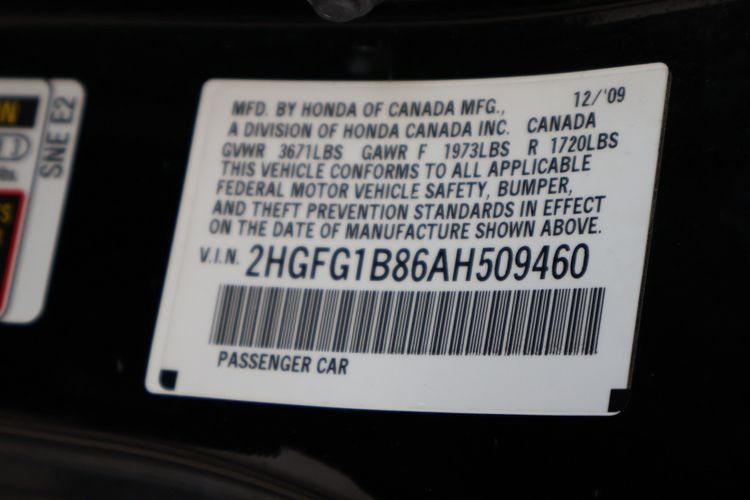 MFD. BY HONDA OF CANADA MFG., 12/'09
A DIVISION OF HONDA CANADA INC. CANADA
GVWR 3671LBS GAWR F 1973LBS R 1720LBS
THIS VEHICLE CONFORMS TO ALL APPLICABLE
FEDERAL MOTOR VEHICLE SAFETY, BUMPER,
AND THEFT PREVENTION STANDARDS IN EFFECT
ON THE DATE OF MANUFACTURE SHOWN ABOVE.
V.I.N. 2HGFG1B86AH509460
PASSENGER CAR
SNE E2